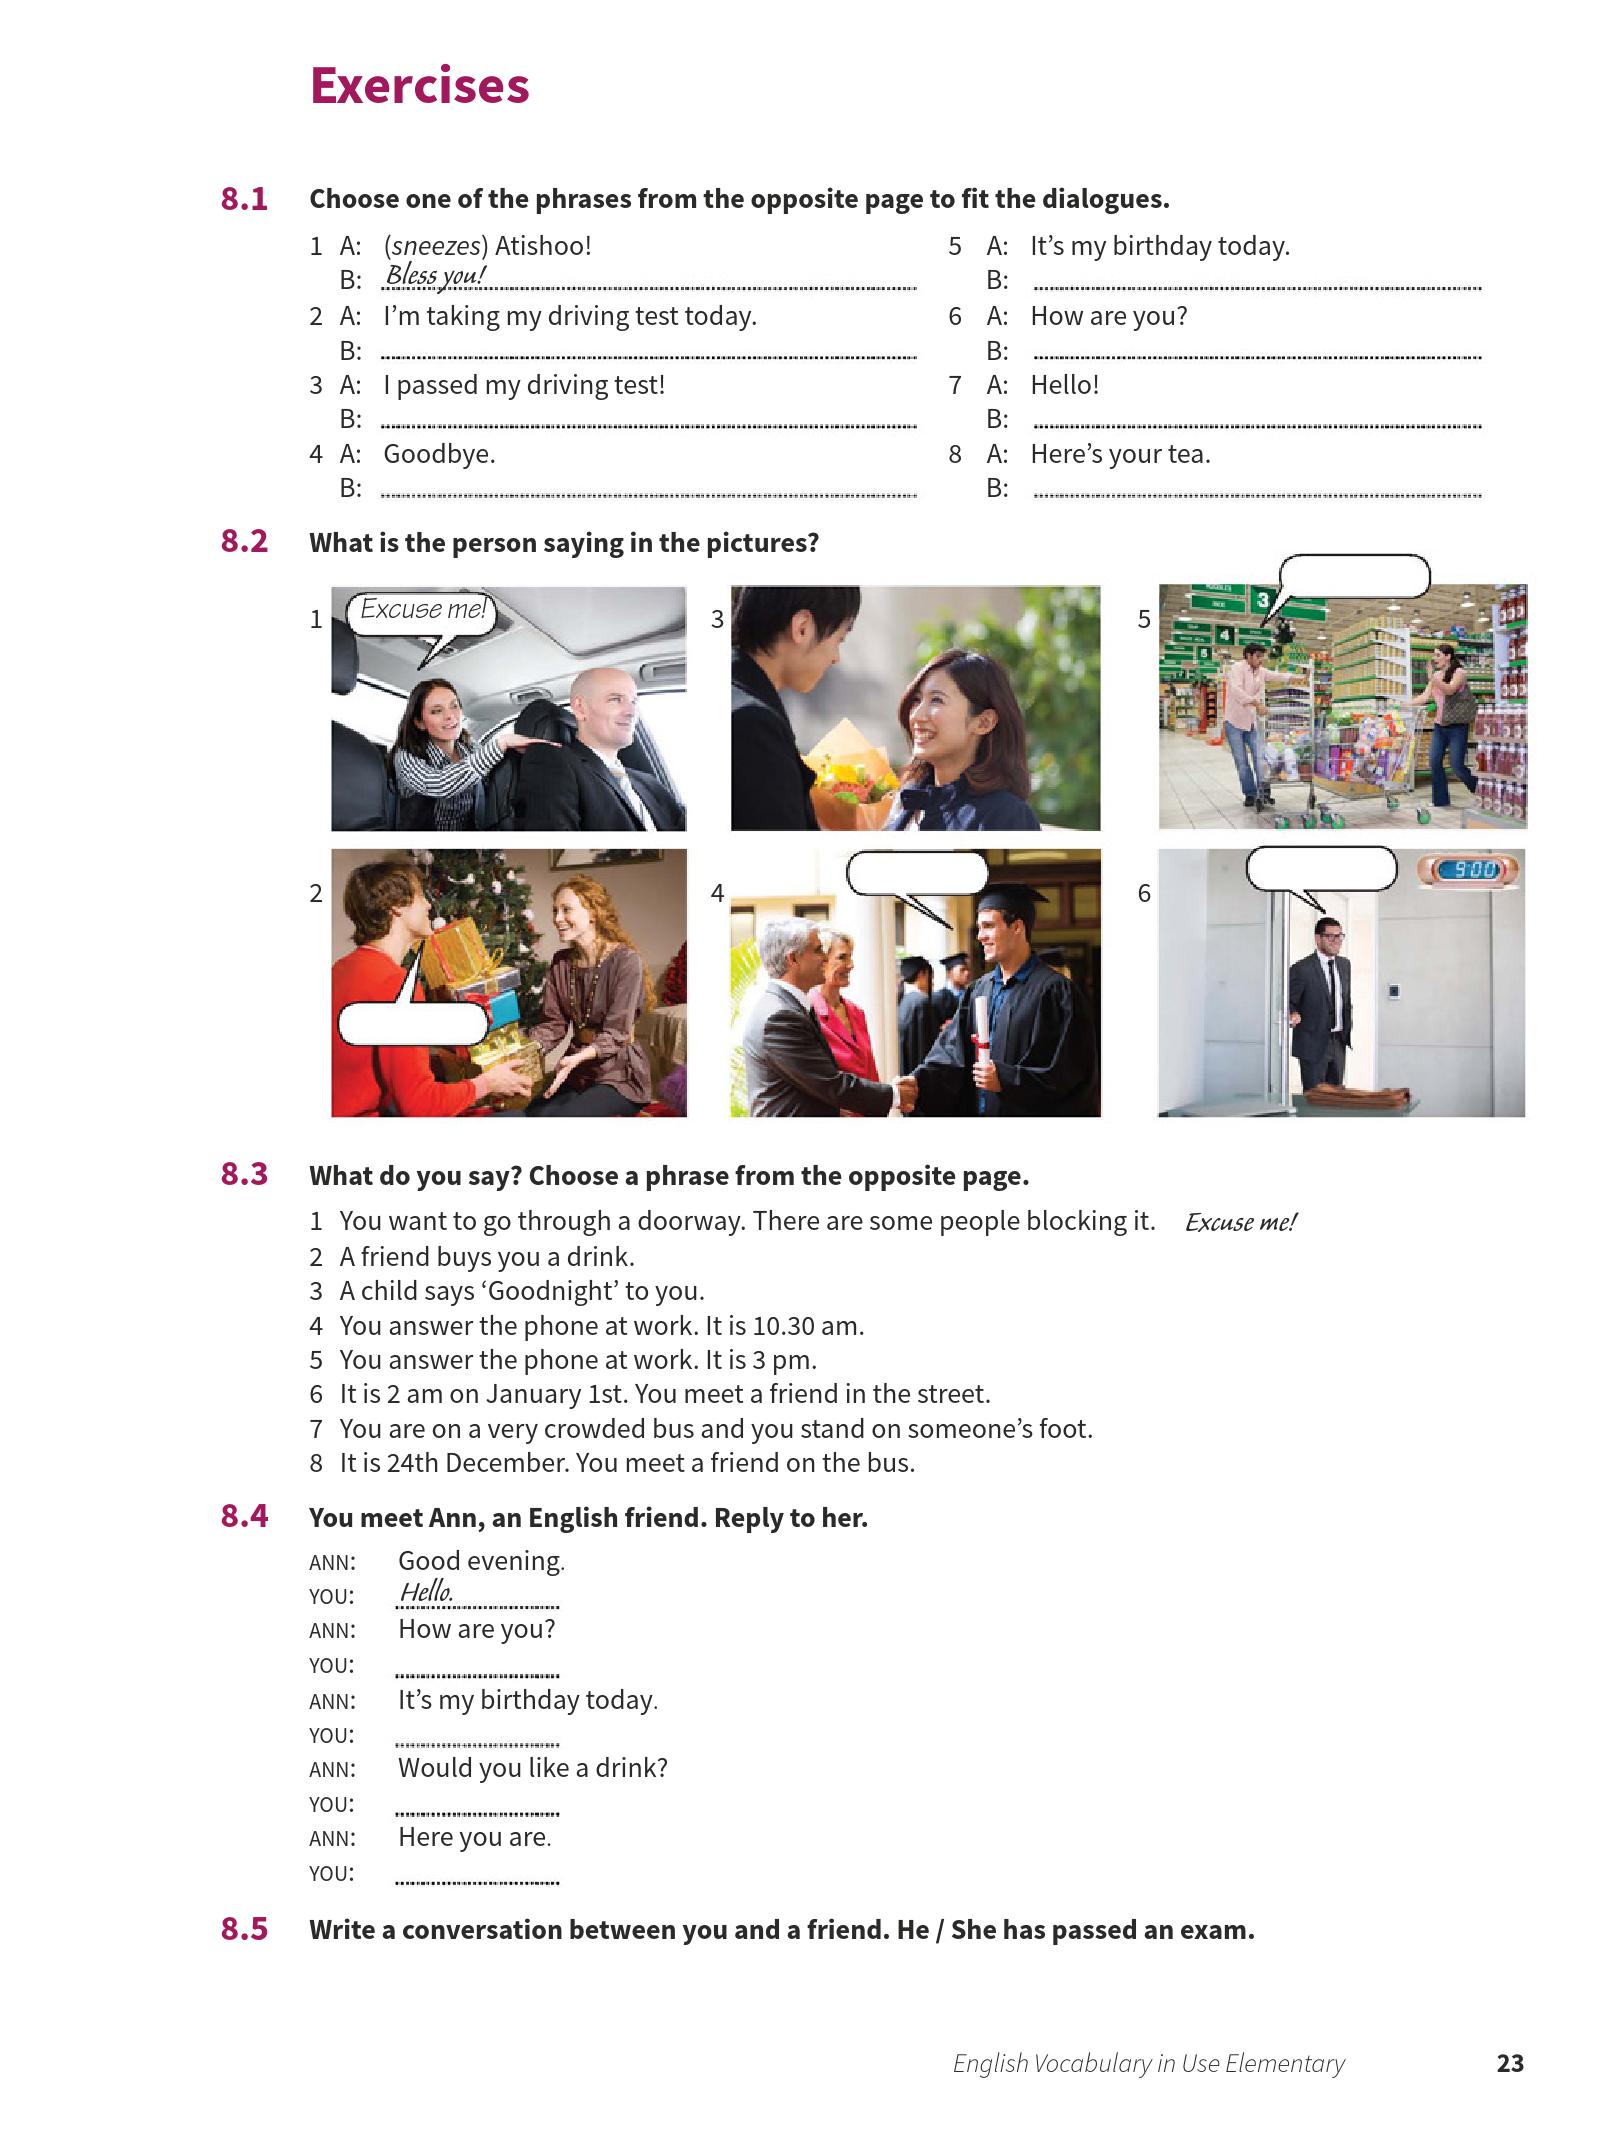 Exercises
8.1 Choose one of the phrases from the opposite page to fit the dialogues.
1 A: (sneezes) Atishoo!
B: Bless you!
2 A: I’m taking my driving test today.
B:
3 A: I passed my driving test!
B:
4 A: Goodbye.
B:
5 A: It’s my birthday today.
B:
6 A: How are you?
B:
7 A: Hello!
B:
8 A: Here’s your tea.
B:
8.2 What is the person saying in the pictures?
1 Excuse me!
2
3
4
5
3
4
5
6
9:00
8.3 What do you say? Choose a phrase from the opposite page.
1 You want to go through a doorway. There are some people blocking it. Excuse me!
2 A friend buys you a drink.
3 A child says ‘Goodnight’ to you.
4 You answer the phone at work. It is 10.30 am.
5 You answer the phone at work. It is 3 pm.
6 It is 2 am on January 1st. You meet a friend in the street.
7 You are on a very crowded bus and you stand on someone’s foot.
8 It is 24th December. You meet a friend on the bus.
8.4 You meet Ann, an English friend. Reply to her.
ANN: Good evening.
YOU: Hello.
ANN: How are you?
YOU:
ANN: It’s my birthday today.
YOU:
ANN: Would you like a drink?
YOU:
ANN: Here you are.
YOU:
8.5 Write a conversation between you and a friend. He / She has passed an exam.
English Vocabulary in Use Elementary 23